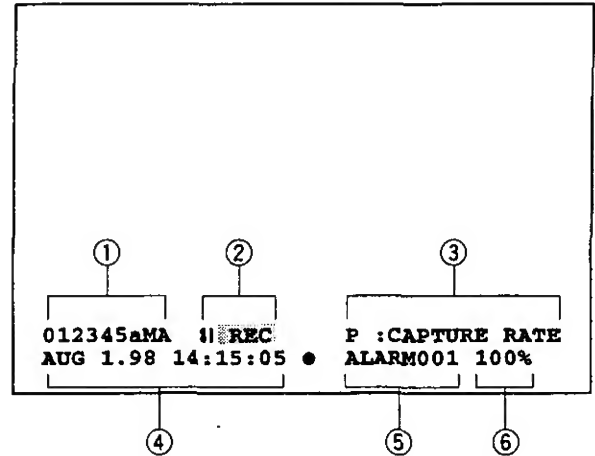 ① ② ③
012345aMA REC P :CAPTURE RATE
AUG 1.98 14:15:05 ● ALARM001 100%
④ ⑤ ⑥